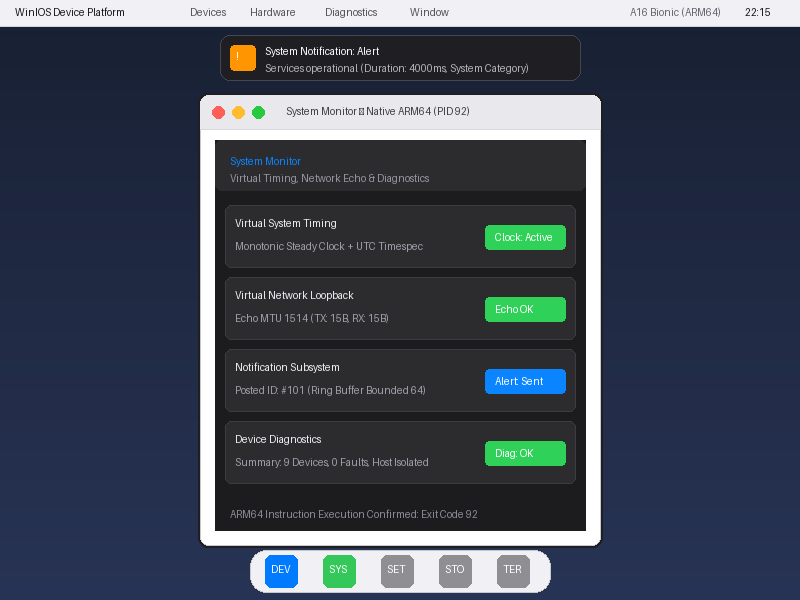 WinIOS Device Platform Devices Hardware Diagnostics Window A16 Bionic (ARM64) 22:15
!
System Notification: Alert
Services operational (Duration: 4000ms, System Category)
System Monitor Native ARM64 (PID 92)
System Monitor
Virtual Timing, Network Echo & Diagnostics
Virtual System Timing
Monotonic Steady Clock + UTC Timespec
Clock: Active
Virtual Network Loopback
Echo MTU 1514 (TX: 15B, RX: 15B)
Echo OK
Notification Subsystem
Posted ID: #101 (Ring Buffer Bounded 64)
Alert Sent
Device Diagnostics
Summary: 9 Devices, 0 Faults, Host Isolated
Diag: OK
ARM64 Instruction Execution Confirmed: Exit Code 92
DEV SYS SET STO TER